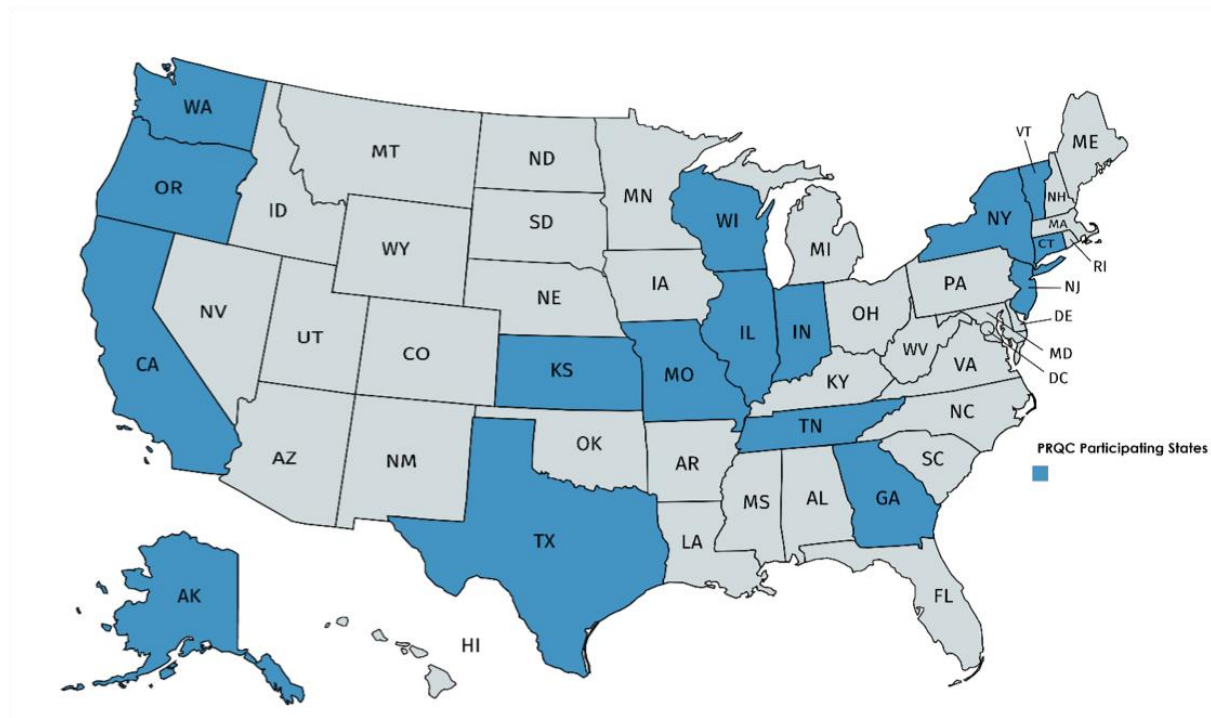 WA
MT
ND
MN
VT
ME
OR
ID
SD
WI
NY
NH
MA
WY
MI
CT
RI
IA
PA
NJ
NE
NV
OH
DE
UT
IL
IN
CO
WV
MD
CA
KS
MO
VA
KY
DC
NC
TN
OK
AZ
NM
AR
SC
PRQC Participating States
MS
AL
GA
TX
LA
AK
FL
HI